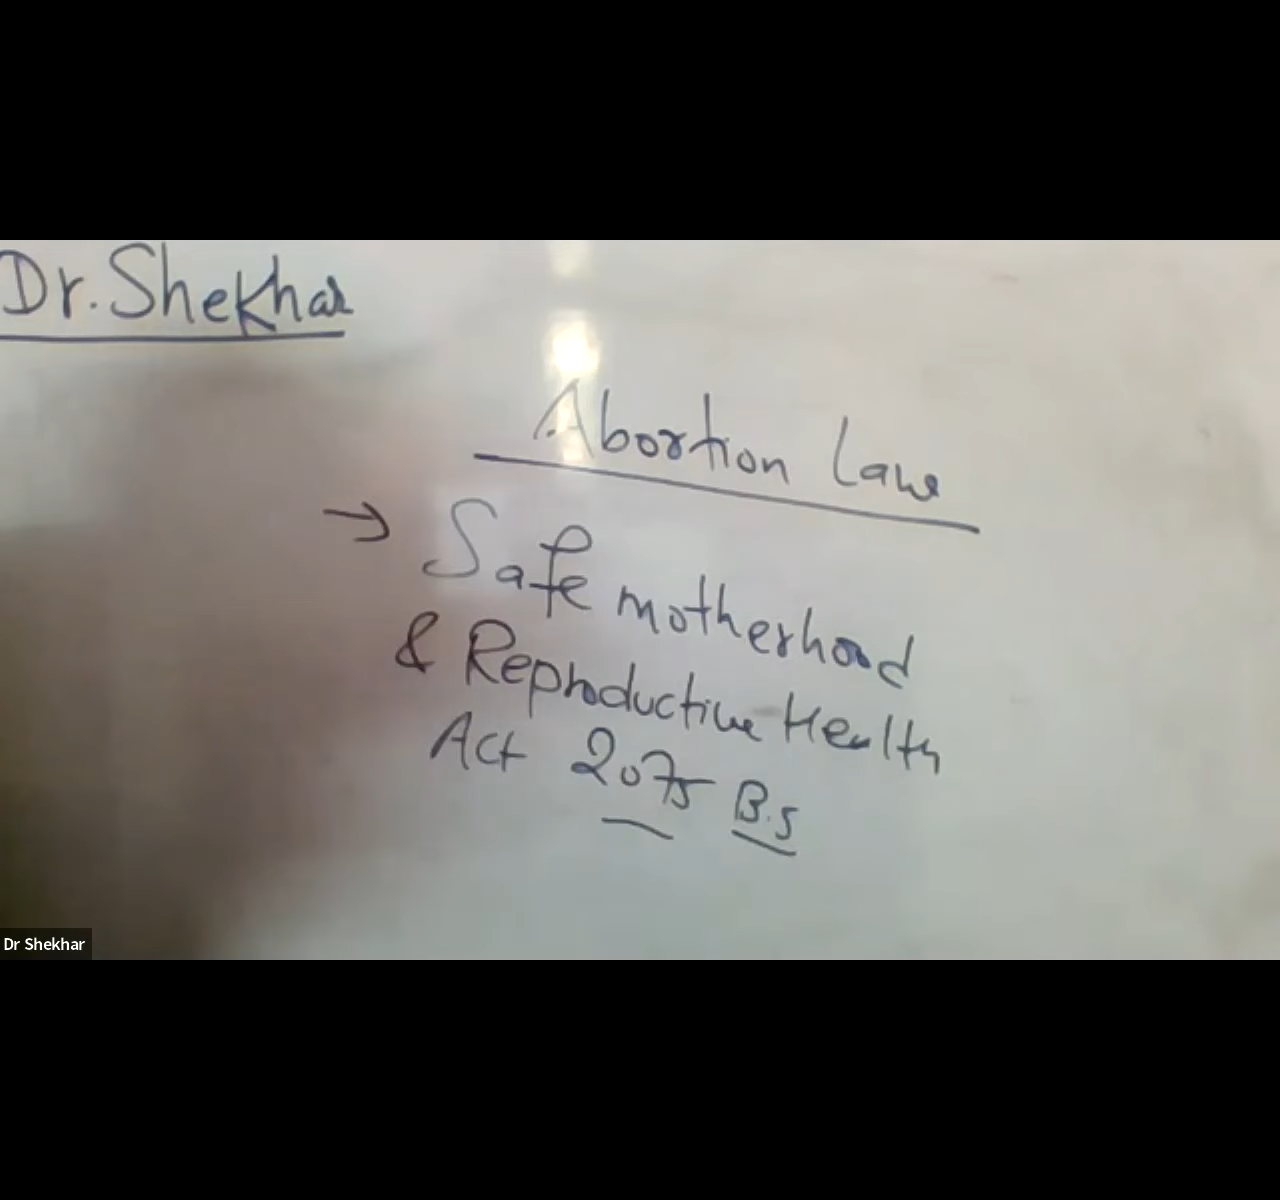 Dr. Shekhar
Abortion Law
→ Safe motherhood
& Reproductive Health
Act 2075 B.S
Dr Shekhar